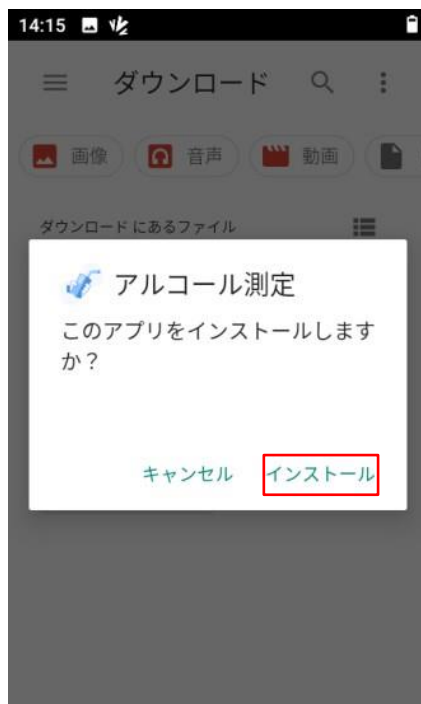 14:15
ダウンロード
画像
音声
動画
ダウンロード にあるファイル
アルコール測定
このアプリをインストールします
か？
キャンセル
インストール